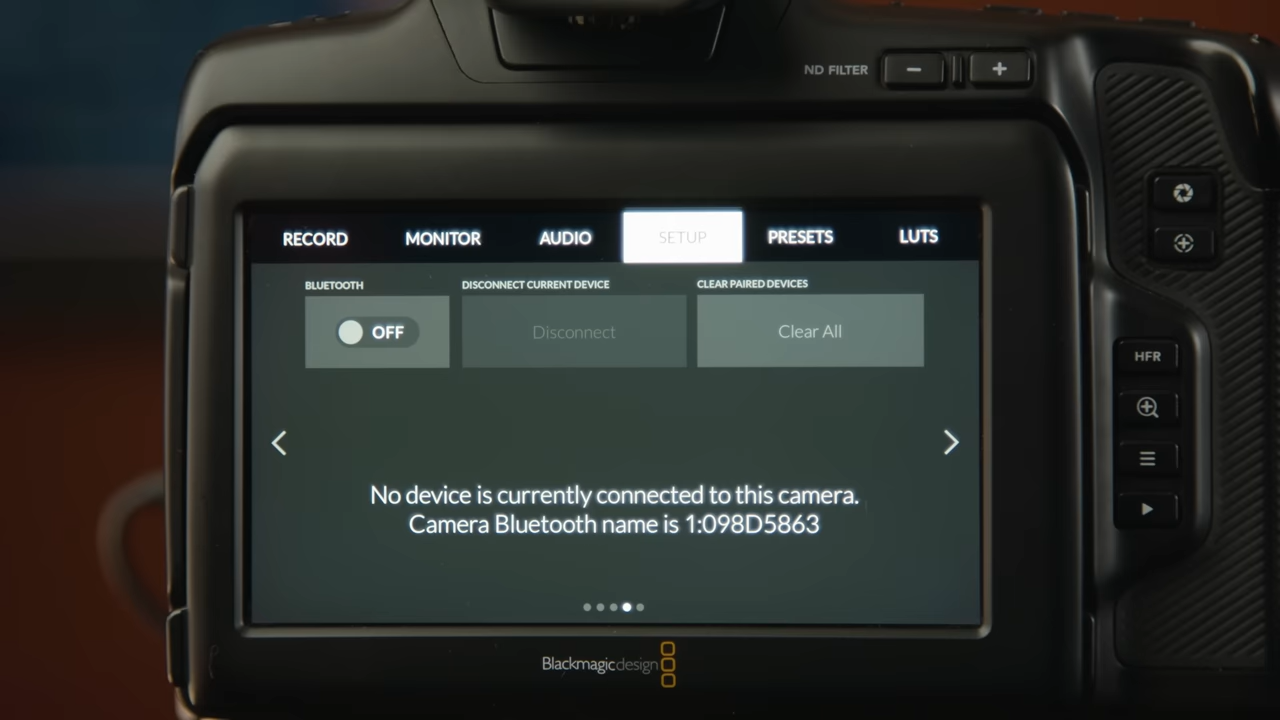 ND FILTER − +
RECORD MONITOR AUDIO SETUP PRESETS LUTS
BLUETOOTH DISCONNECT CURRENT DEVICE CLEAR PAIRED DEVICES
OFF Disconnect Clear All
HFR
No device is currently connected to this camera.
Camera Bluetooth name is 1:098D5863
Blackmagicdesign